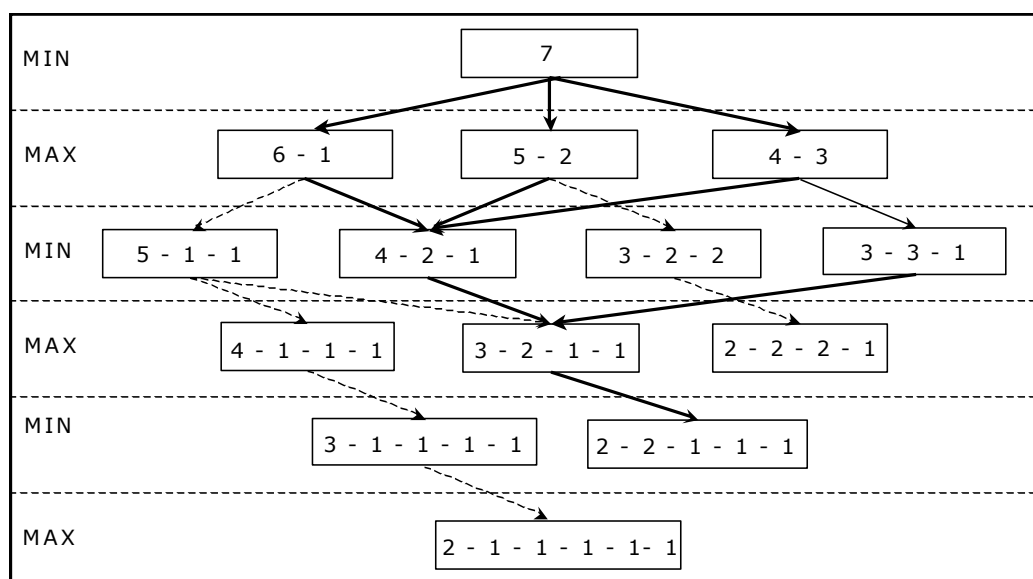 MIN
7
MAX
6 - 1
5 - 2
4 - 3
MIN
5 - 1 - 1
4 - 2 - 1
3 - 2 - 2
3 - 3 - 1
MAX
4 - 1 - 1 - 1
3 - 2 - 1 - 1
2 - 2 - 2 - 1
MIN
3 - 1 - 1 - 1 - 1
2 - 2 - 1 - 1 - 1
MAX
2 - 1 - 1 - 1 - 1- 1